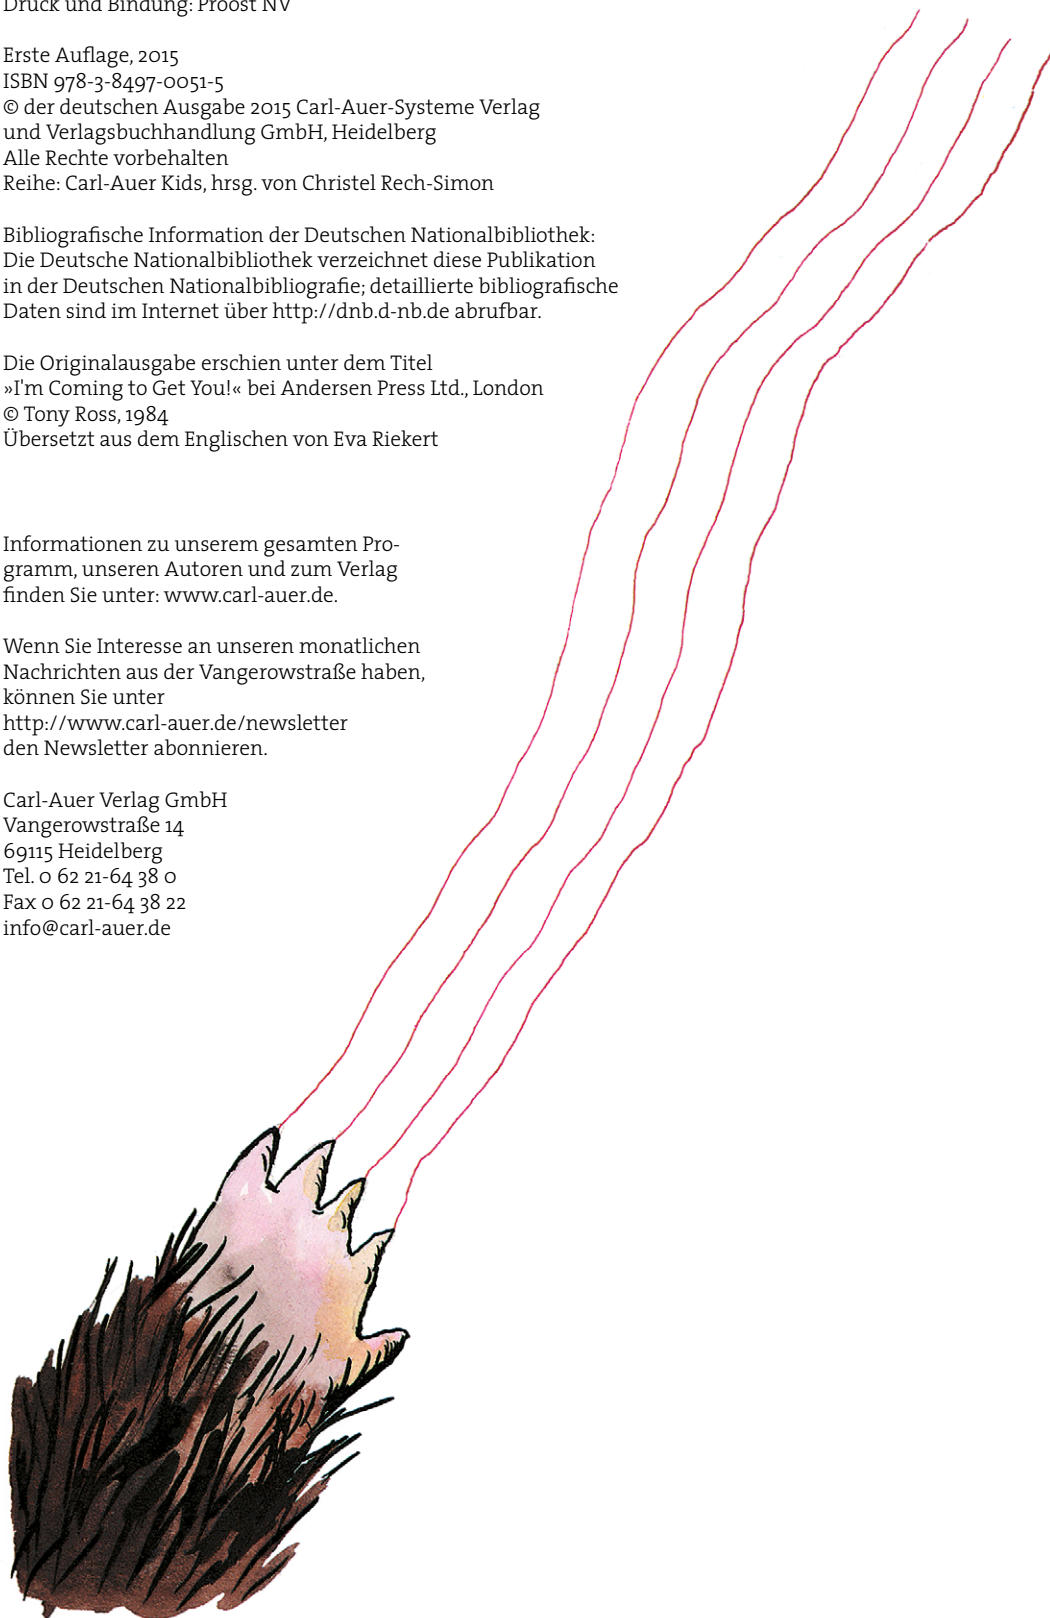 Druck und Bindung: Proost NV
Erste Auflage, 2015
ISBN 978-3-8497-0051-5
© der deutschen Ausgabe 2015 Carl-Auer-Systeme Verlag
und Verlagsbuchhandlung GmbH, Heidelberg
Alle Rechte vorbehalten
Reihe: Carl-Auer Kids, hrsg. von Christel Rech-Simon
Bibliografische Information der Deutschen Nationalbibliothek:
Die Deutsche Nationalbibliothek verzeichnet diese Publikation
in der Deutschen Nationalbibliografie; detaillierte bibliografische
Daten sind im Internet über http://dnb.d-nb.de abrufbar.
Die Originalausgabe erschien unter dem Titel
»I'm Coming to Get You!« bei Andersen Press Ltd., London
© Tony Ross, 1984
Übersetzt aus dem Englischen von Eva Riekert
Informationen zu unserem gesamten Pro-
gramm, unseren Autoren und zum Verlag
finden Sie unter: www.carl-auer.de.
Wenn Sie Interesse an unseren monatlichen
Nachrichten aus der Vangerowstraße haben,
können Sie unter
http://www.carl-auer.de/newsletter
den Newsletter abonnieren.
Carl-Auer Verlag GmbH
Vangerowstraße 14
69115 Heidelberg
Tel. 0 62 21-64 38 0
Fax 0 62 21-64 38 22
info@carl-auer.de